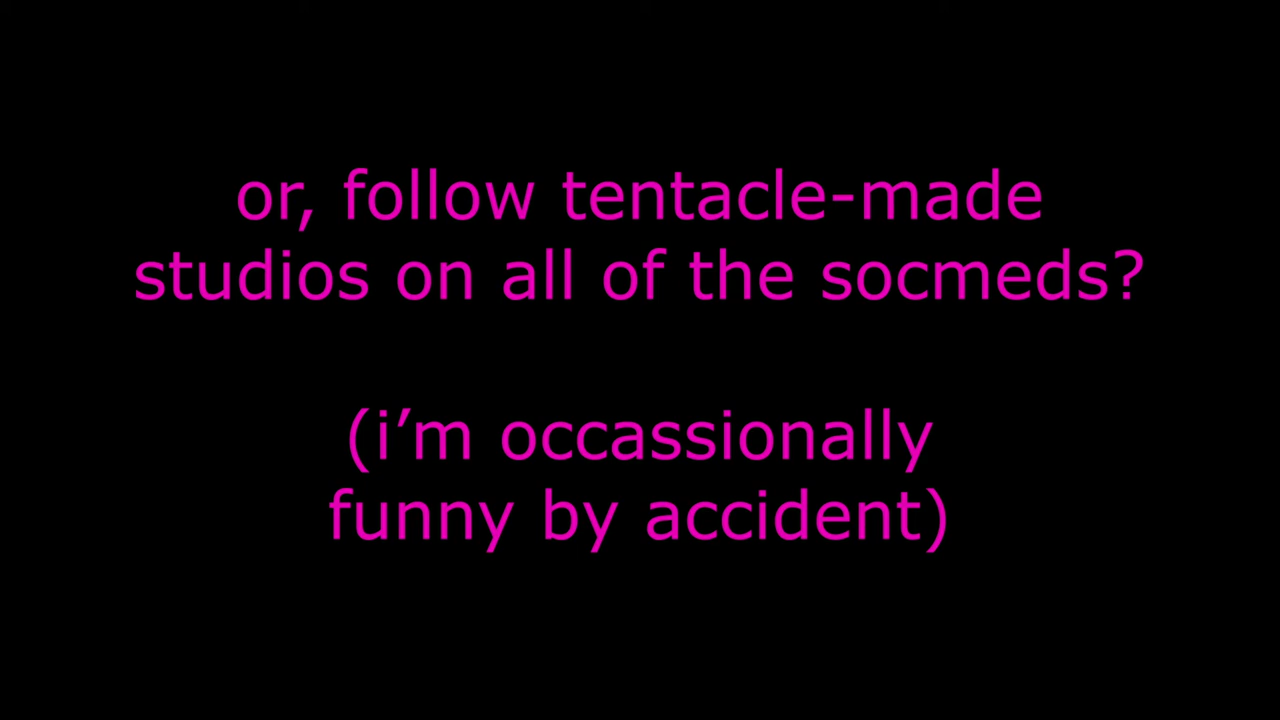 or, follow tentacle-made
studios on all of the socmeds?
(i’m occassionally
funny by accident)